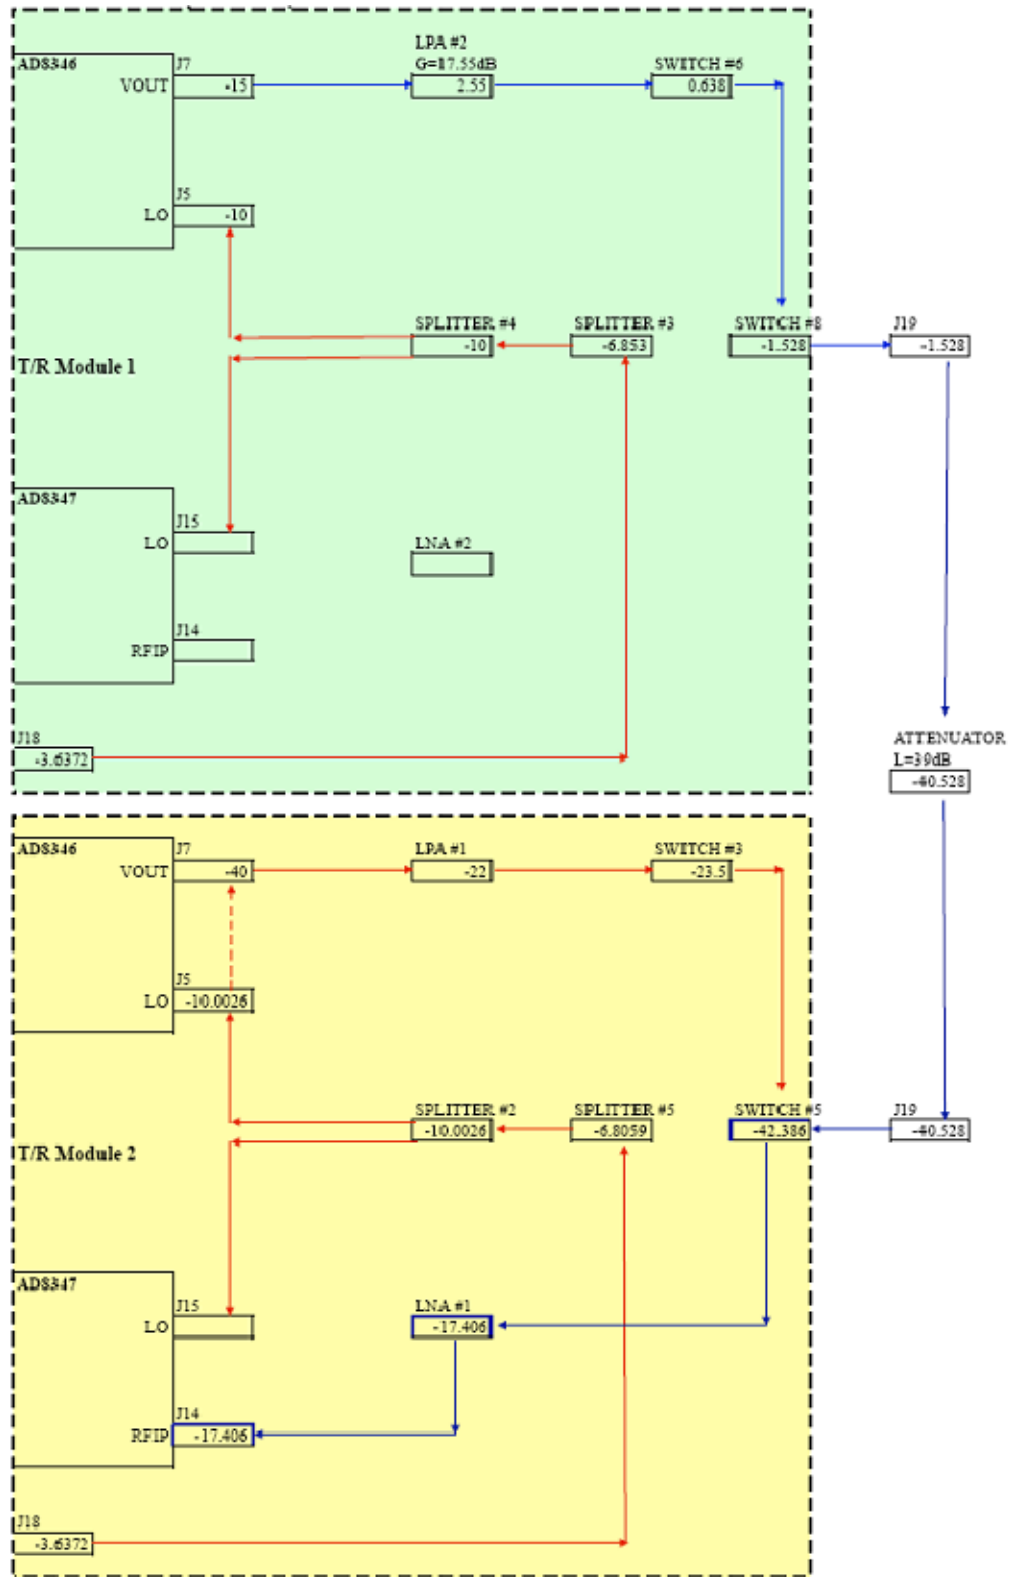 AD8346
J7
VOUT
-15
LPA #2
G=17.55dB
2.55
SWITCH #6
0.638
J5
LO
-10
SPLITTER #4
-10
SPLITTER #3
-6.853
SWITCH #8
-1.528
J19
-1.528
T/R Module 1
AD8347
J15
LO
LNA #2
J14
RFIP
J18
-3.6372
ATTENUATOR
L=39dB
-40.528
AD8346
J7
VOUT
-40
LPA #1
-22
SWITCH #3
-23.5
J5
LO
-10.0026
SPLITTER #2
-10.0026
SPLITTER #5
-6.8059
SWITCH #5
-42.386
J19
-40.528
T/R Module 2
AD8347
J15
LO
LNA #1
-17.406
J14
RFIP
-17.406
J18
-3.6372